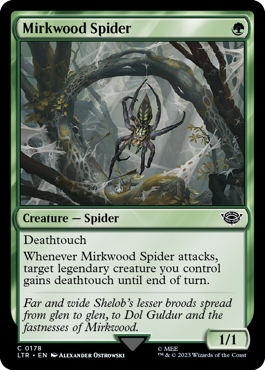 Mirkwood Spider
Creature — Spider
Deathtouch
Whenever Mirkwood Spider attacks,
target legendary creature you control
gains deathtouch until end of turn.
Far and wide Shelob's lesser broods spread
from glen to glen, to Dol Guldur and the
fastnesses of Mirkwood.
1/1
C 0178
LTR • EN ALEXANDER OSTROWSKI
© MEE
™ & © 2023 Wizards of the Coast